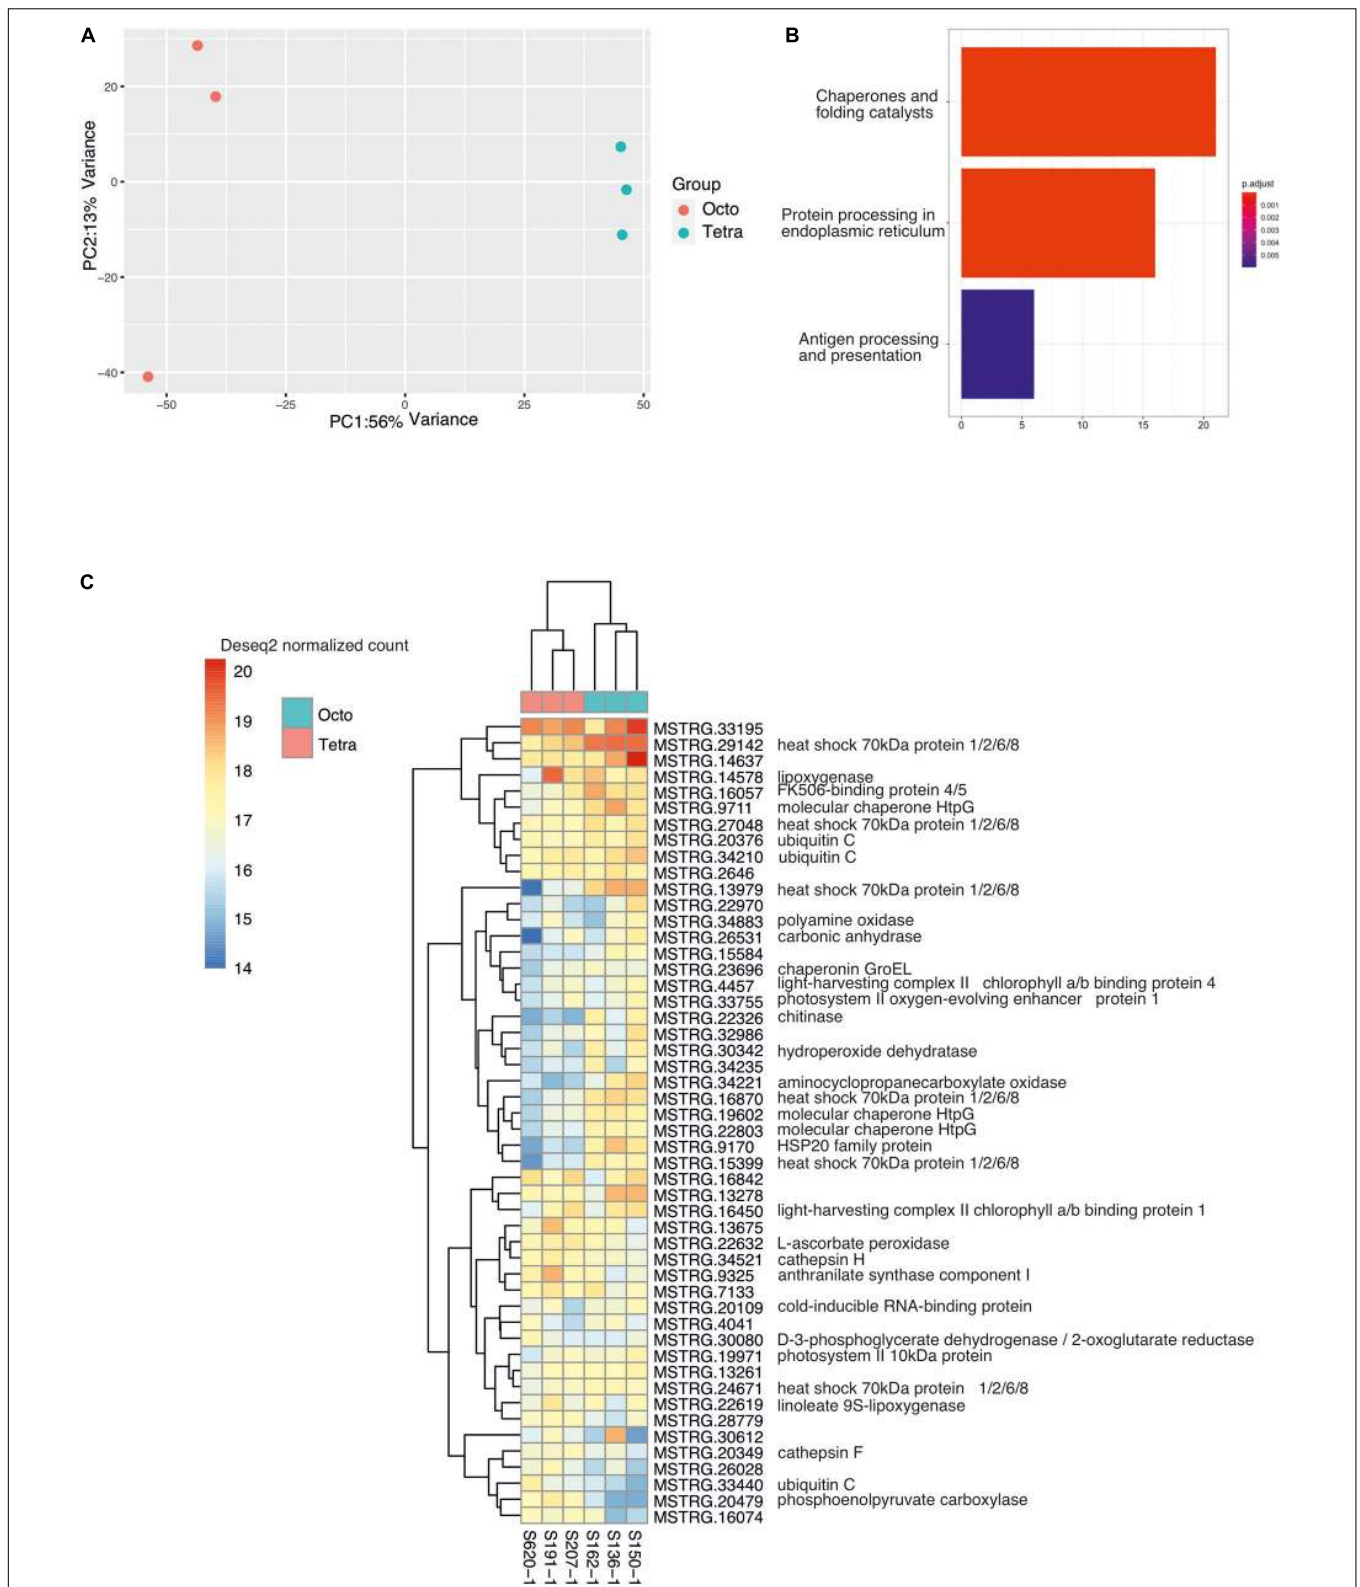 A
20
0
−20
−40
PC2:13% Variance
−50
−25
0
25
50
PC1:56% Variance
Group
Octo
Tetra
B
Chaperones and
folding catalysts
Protein processing in
endoplasmic reticulum
Antigen processing
and presentation
0
5
10
15
20
p.adjust
0.001
0.002
0.003
0.004
0.005
C
Deseq2 normalized count
20
19
18
17
16
15
14
Octo
Tetra
MSTRG.33195
MSTRG.29142 heat shock 70kDa protein 1/2/6/8
MSTRG.14637
MSTRG.14578 lipoxygenase
MSTRG.16057 FK506-binding protein 4/5
MSTRG.9711 molecular chaperone HtpG
MSTRG.27048 heat shock 70kDa protein 1/2/6/8
MSTRG.20376 ubiquitin C
MSTRG.34210 ubiquitin C
MSTRG.2646
MSTRG.13979 heat shock 70kDa protein 1/2/6/8
MSTRG.22970
MSTRG.34883 polyamine oxidase
MSTRG.26531 carbonic anhydrase
MSTRG.15584
MSTRG.23696 chaperonin GroEL
MSTRG.4457 light-harvesting complex II chlorophyll a/b binding protein 4
MSTRG.33755 photosystem II oxygen-evolving enhancer protein 1
MSTRG.22326 chitinase
MSTRG.32986
MSTRG.30342 hydroperoxide dehydratase
MSTRG.34235
MSTRG.34221 aminocyclopropanecarboxylate oxidase
MSTRG.16870 heat shock 70kDa protein 1/2/6/8
MSTRG.19602 molecular chaperone HtpG
MSTRG.22803 molecular chaperone HtpG
MSTRG.9170 HSP20 family protein
MSTRG.15399 heat shock 70kDa protein 1/2/6/8
MSTRG.16842
MSTRG.13278
MSTRG.16450 light-harvesting complex II chlorophyll a/b binding protein 1
MSTRG.13675
MSTRG.22632 L-ascorbate peroxidase
MSTRG.34521 cathepsin H
MSTRG.9325 anthranilate synthase component I
MSTRG.7133
MSTRG.20109 cold-inducible RNA-binding protein
MSTRG.4041
MSTRG.30080 D-3-phosphoglycerate dehydrogenase / 2-oxoglutarate reductase
MSTRG.19971 photosystem II 10kDa protein
MSTRG.13261
MSTRG.24671 heat shock 70kDa protein 1/2/6/8
MSTRG.22619 linoleate 9S-lipoxygenase
MSTRG.28779
MSTRG.30612
MSTRG.20349 cathepsin F
MSTRG.26028
MSTRG.33440 ubiquitin C
MSTRG.20479 phosphoenolpyruvate carboxylase
MSTRG.16074
S620-1
S191-1
S207-1
S162-1
S136-1
S150-1